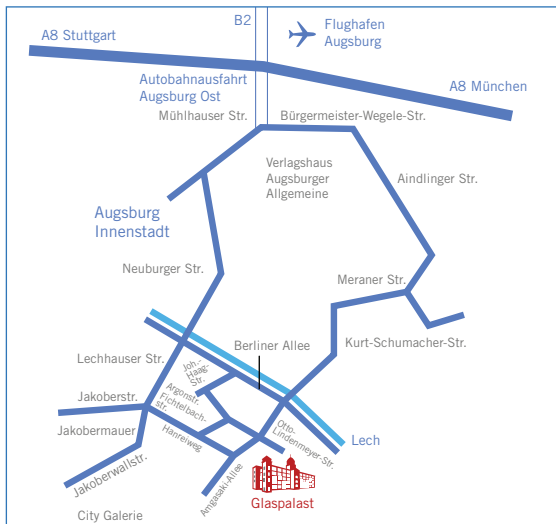 B2
Flughafen
Augsburg
A8 Stuttgart
Autobahnausfahrt
Augsburg Ost
A8 München
Mühlhauser Str.
Bürgermeister-Wegele-Str.
Verlagshaus
Augsburger
Allgemeine
Aindlinger Str.
Augsburg
Innenstadt
Neuburger Str.
Meraner Str.
Kurt-Schumacher-Str.
Berliner Allee
Lechhauser Str.
Joh.-
Haag-
Str.
Jakoberstr.
Argonstr.
Fichtelbach-
str.
Jakobermauer
Hanreiweg
Otto-
Lindenmeyer-Str.
Lech
Jakoberwallstr.
Amgasaki-Allee
Glaspalast
City Galerie